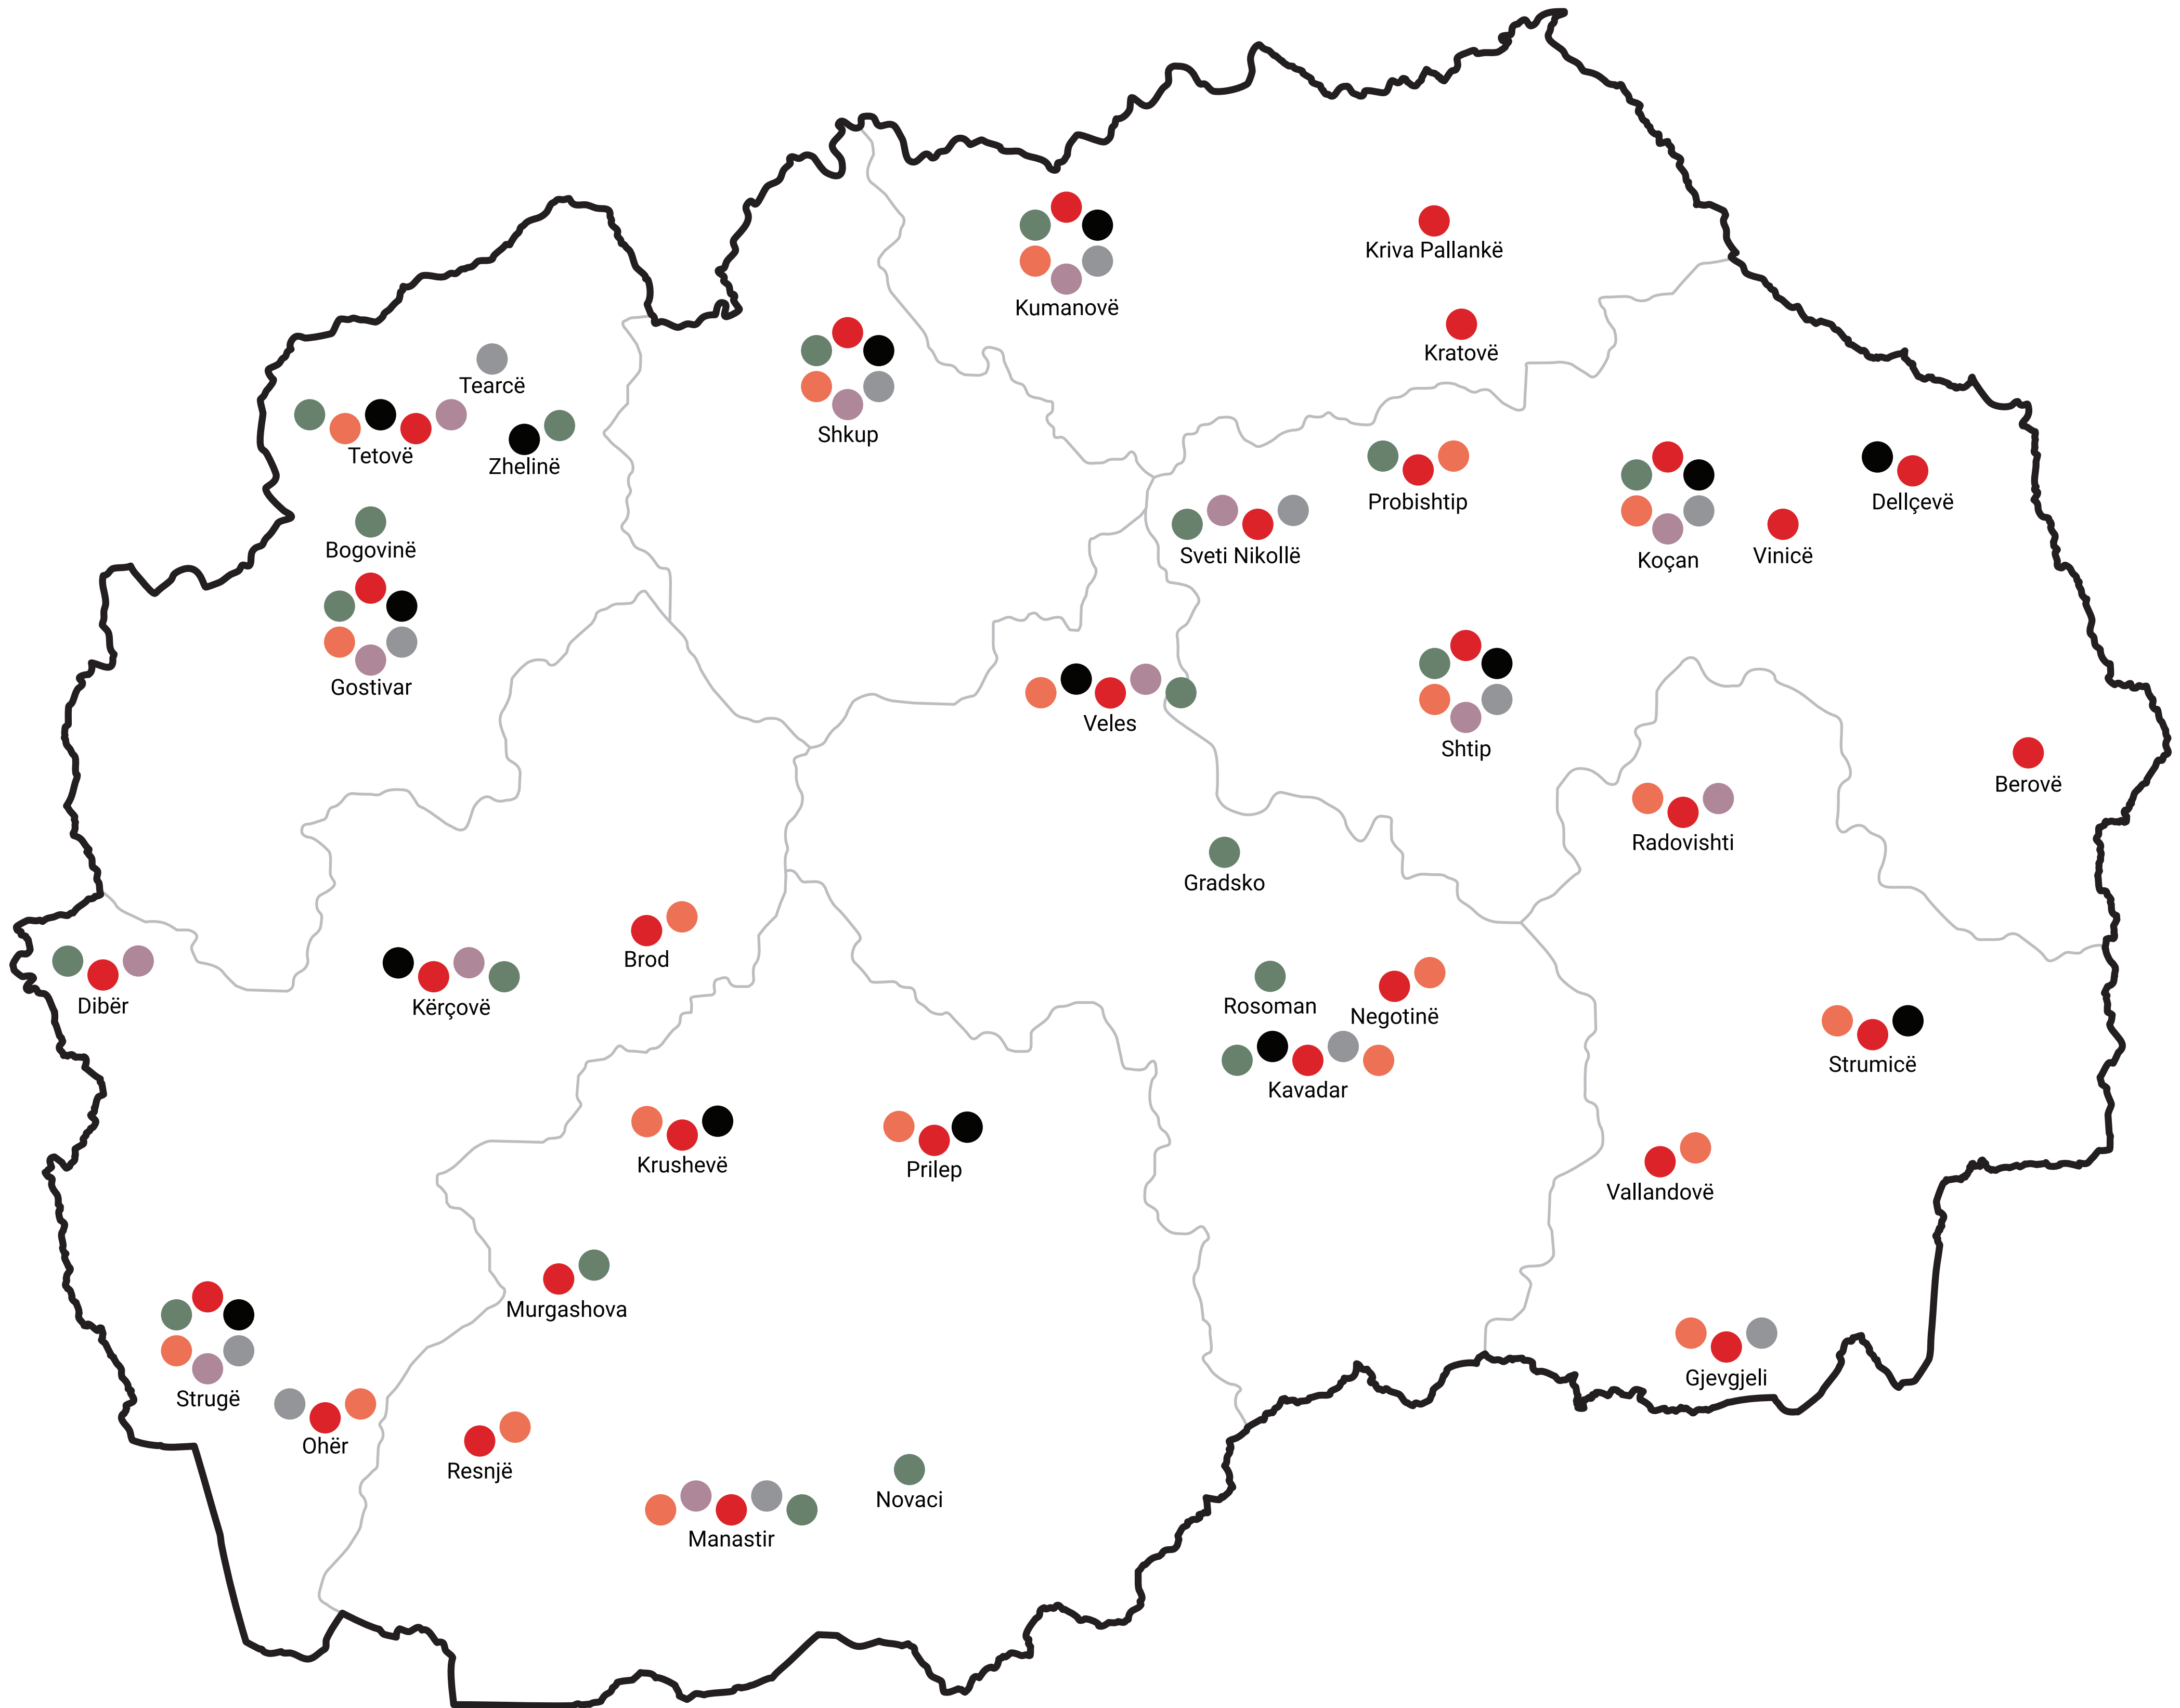 Kriva Pallankë
Kumanovë
Kratovë
Tearcë
Shkup
Tetovë
Zhelinë
Probishtip
Dellçevë
Bogovinë
Sveti Nikollë
Koçan
Vinicë
Gostivar
Veles
Shtip
Berovë
Radovishti
Gradsko
Brod
Dibër
Kërçovë
Rosoman
Negotinë
Strumicë
Kavadar
Krushevë
Prilep
Vallandovë
Murgashova
Gjevgjeli
Strugë
Ohër
Resnjë
Novaci
Manastir